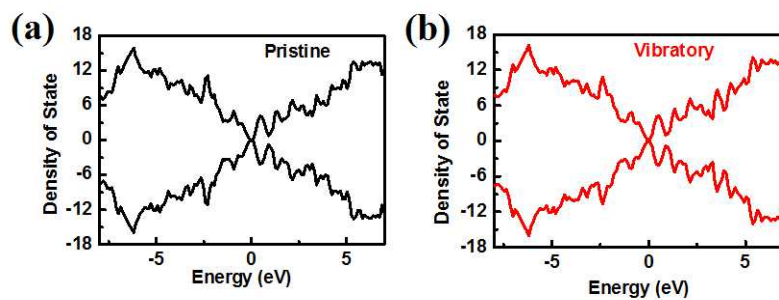 (a)
Pristine
Density of State
18
12
6
0
-6
-12
-18
-5
0
5
Energy (eV)
(b)
Vibratory
Density of State
18
12
6
0
-6
-12
-18
-5
0
5
Energy (eV)